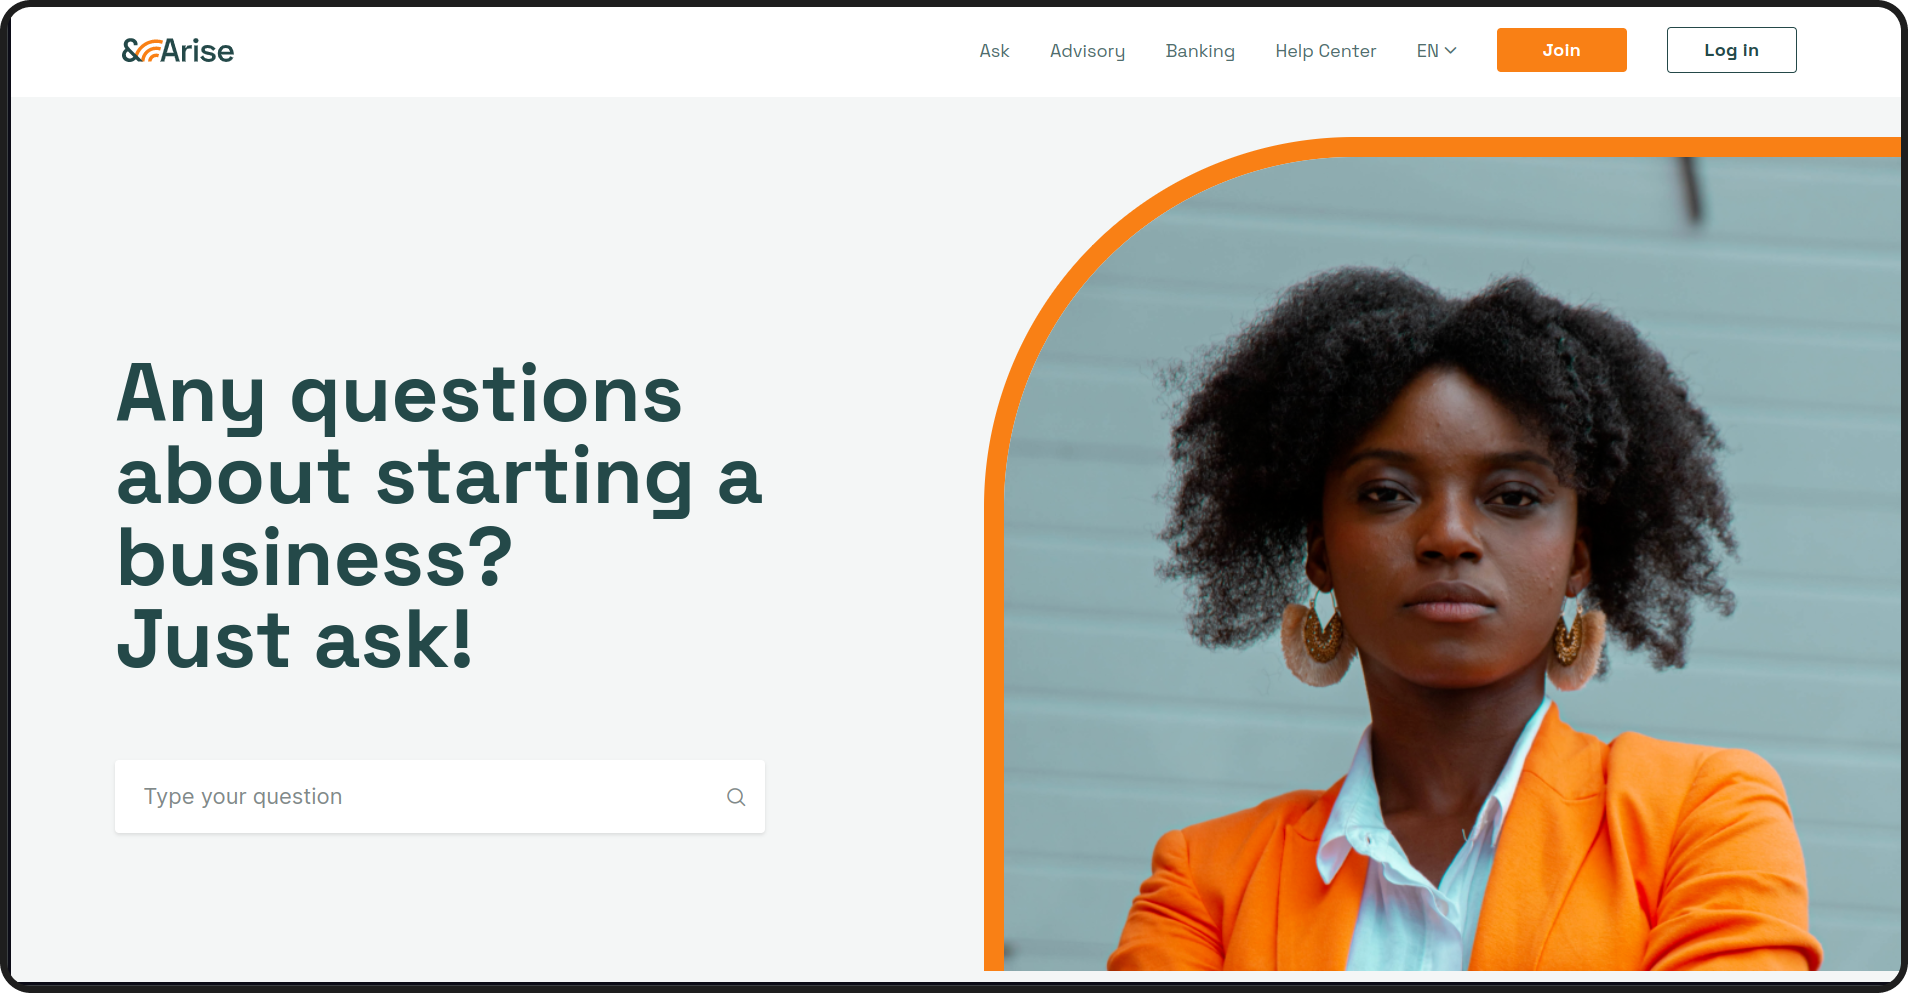 &Arise
Ask Advisory Banking Help Center EN Join Log in
Any questions
about starting a
business?
Just ask!
Type your question